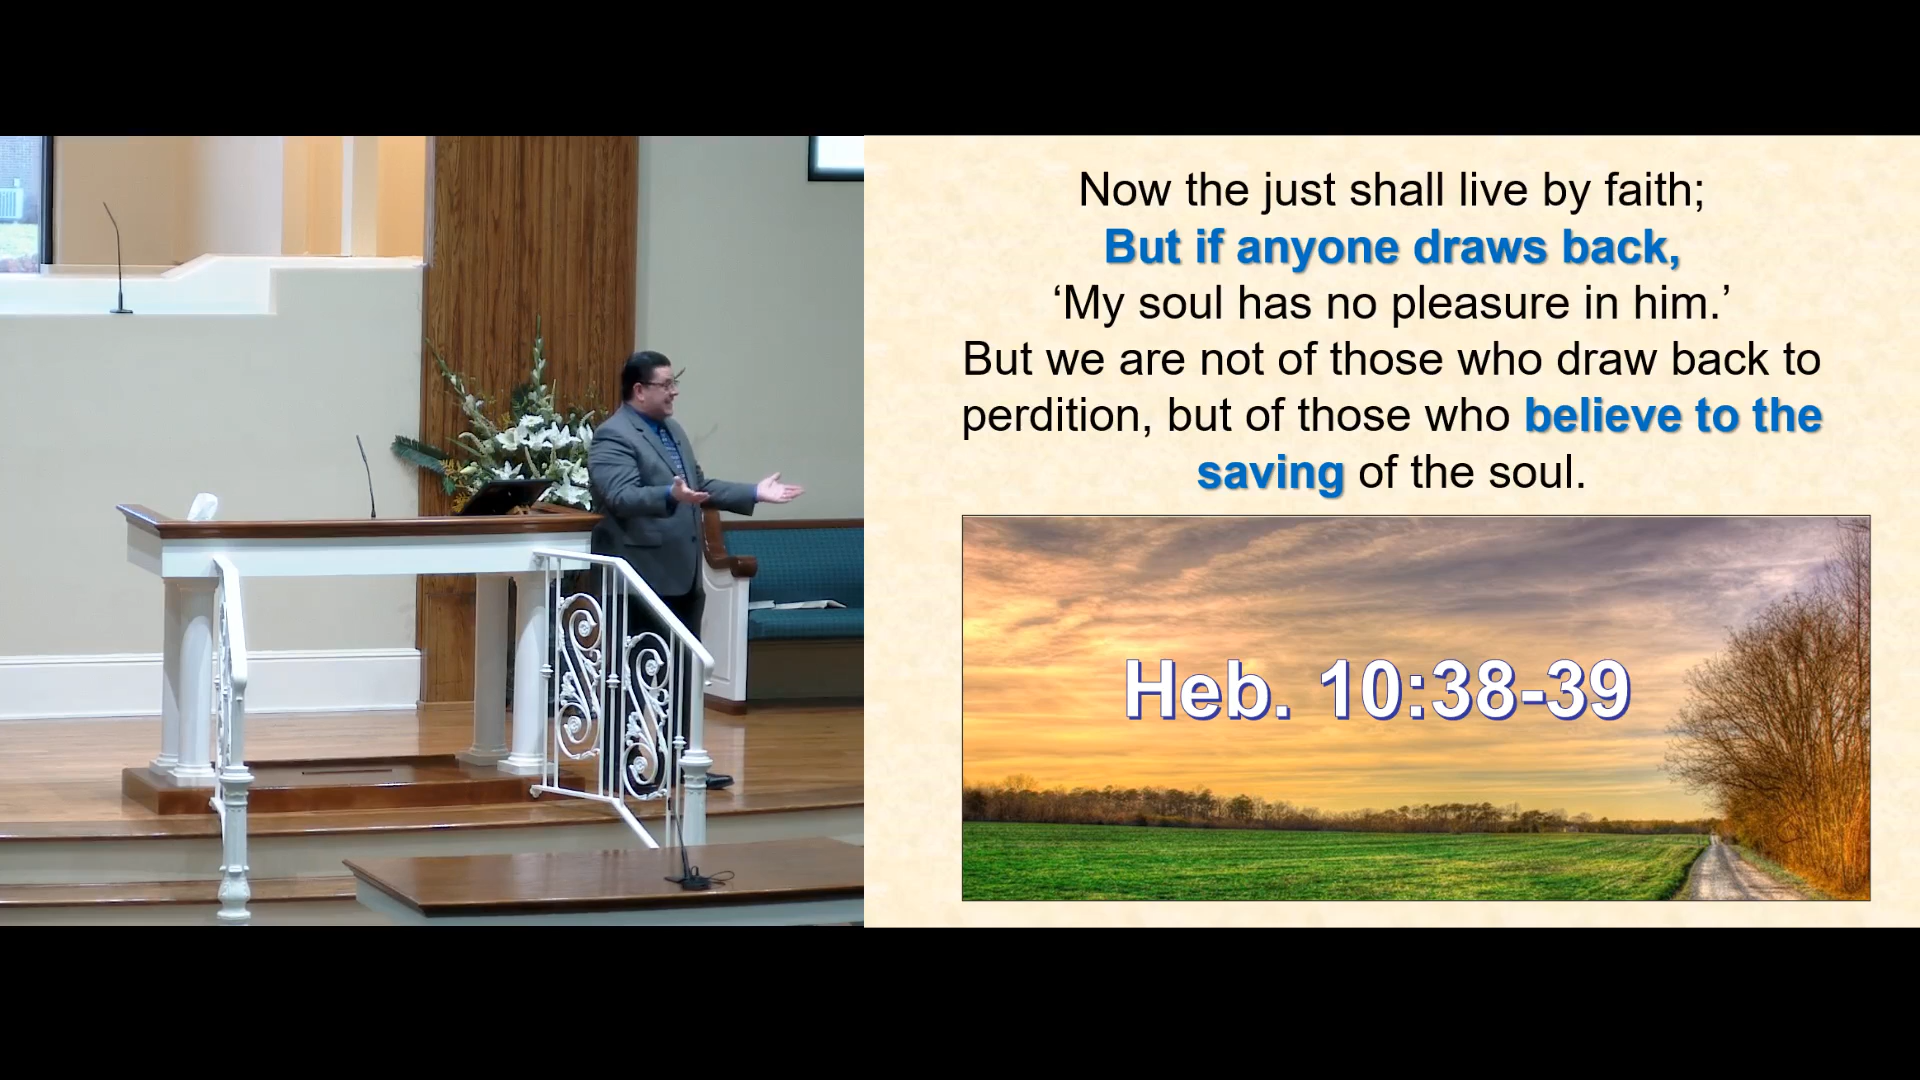 Now the just shall live by faith;
But if anyone draws back,
‘My soul has no pleasure in him.’
But we are not of those who draw back to
perdition, but of those who believe to the
saving of the soul.
Heb. 10:38-39